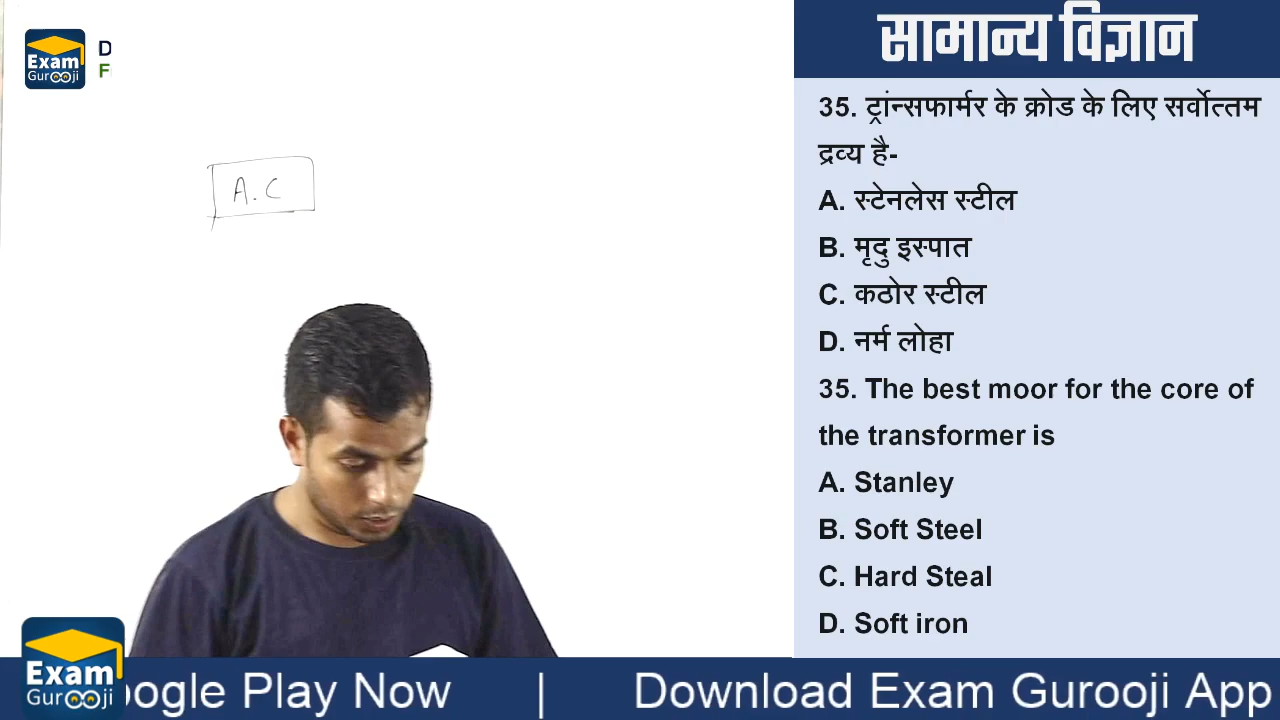 Exam
Gurooji
D
F
A.C
सामान्य विज्ञान
35. ट्रांन्सफार्मर के क्रोड के लिए सर्वोत्तम
द्रव्य है-
A. स्टेनलेस स्टील
B. मृदु इस्पात
C. कठोर स्टील
D. नर्म लोहा
35. The best moor for the core of
the transformer is
A. Stanley
B. Soft Steel
C. Hard Steal
D. Soft iron
Exam
Gurooji
oogle Play Now | Download Exam Gurooji App